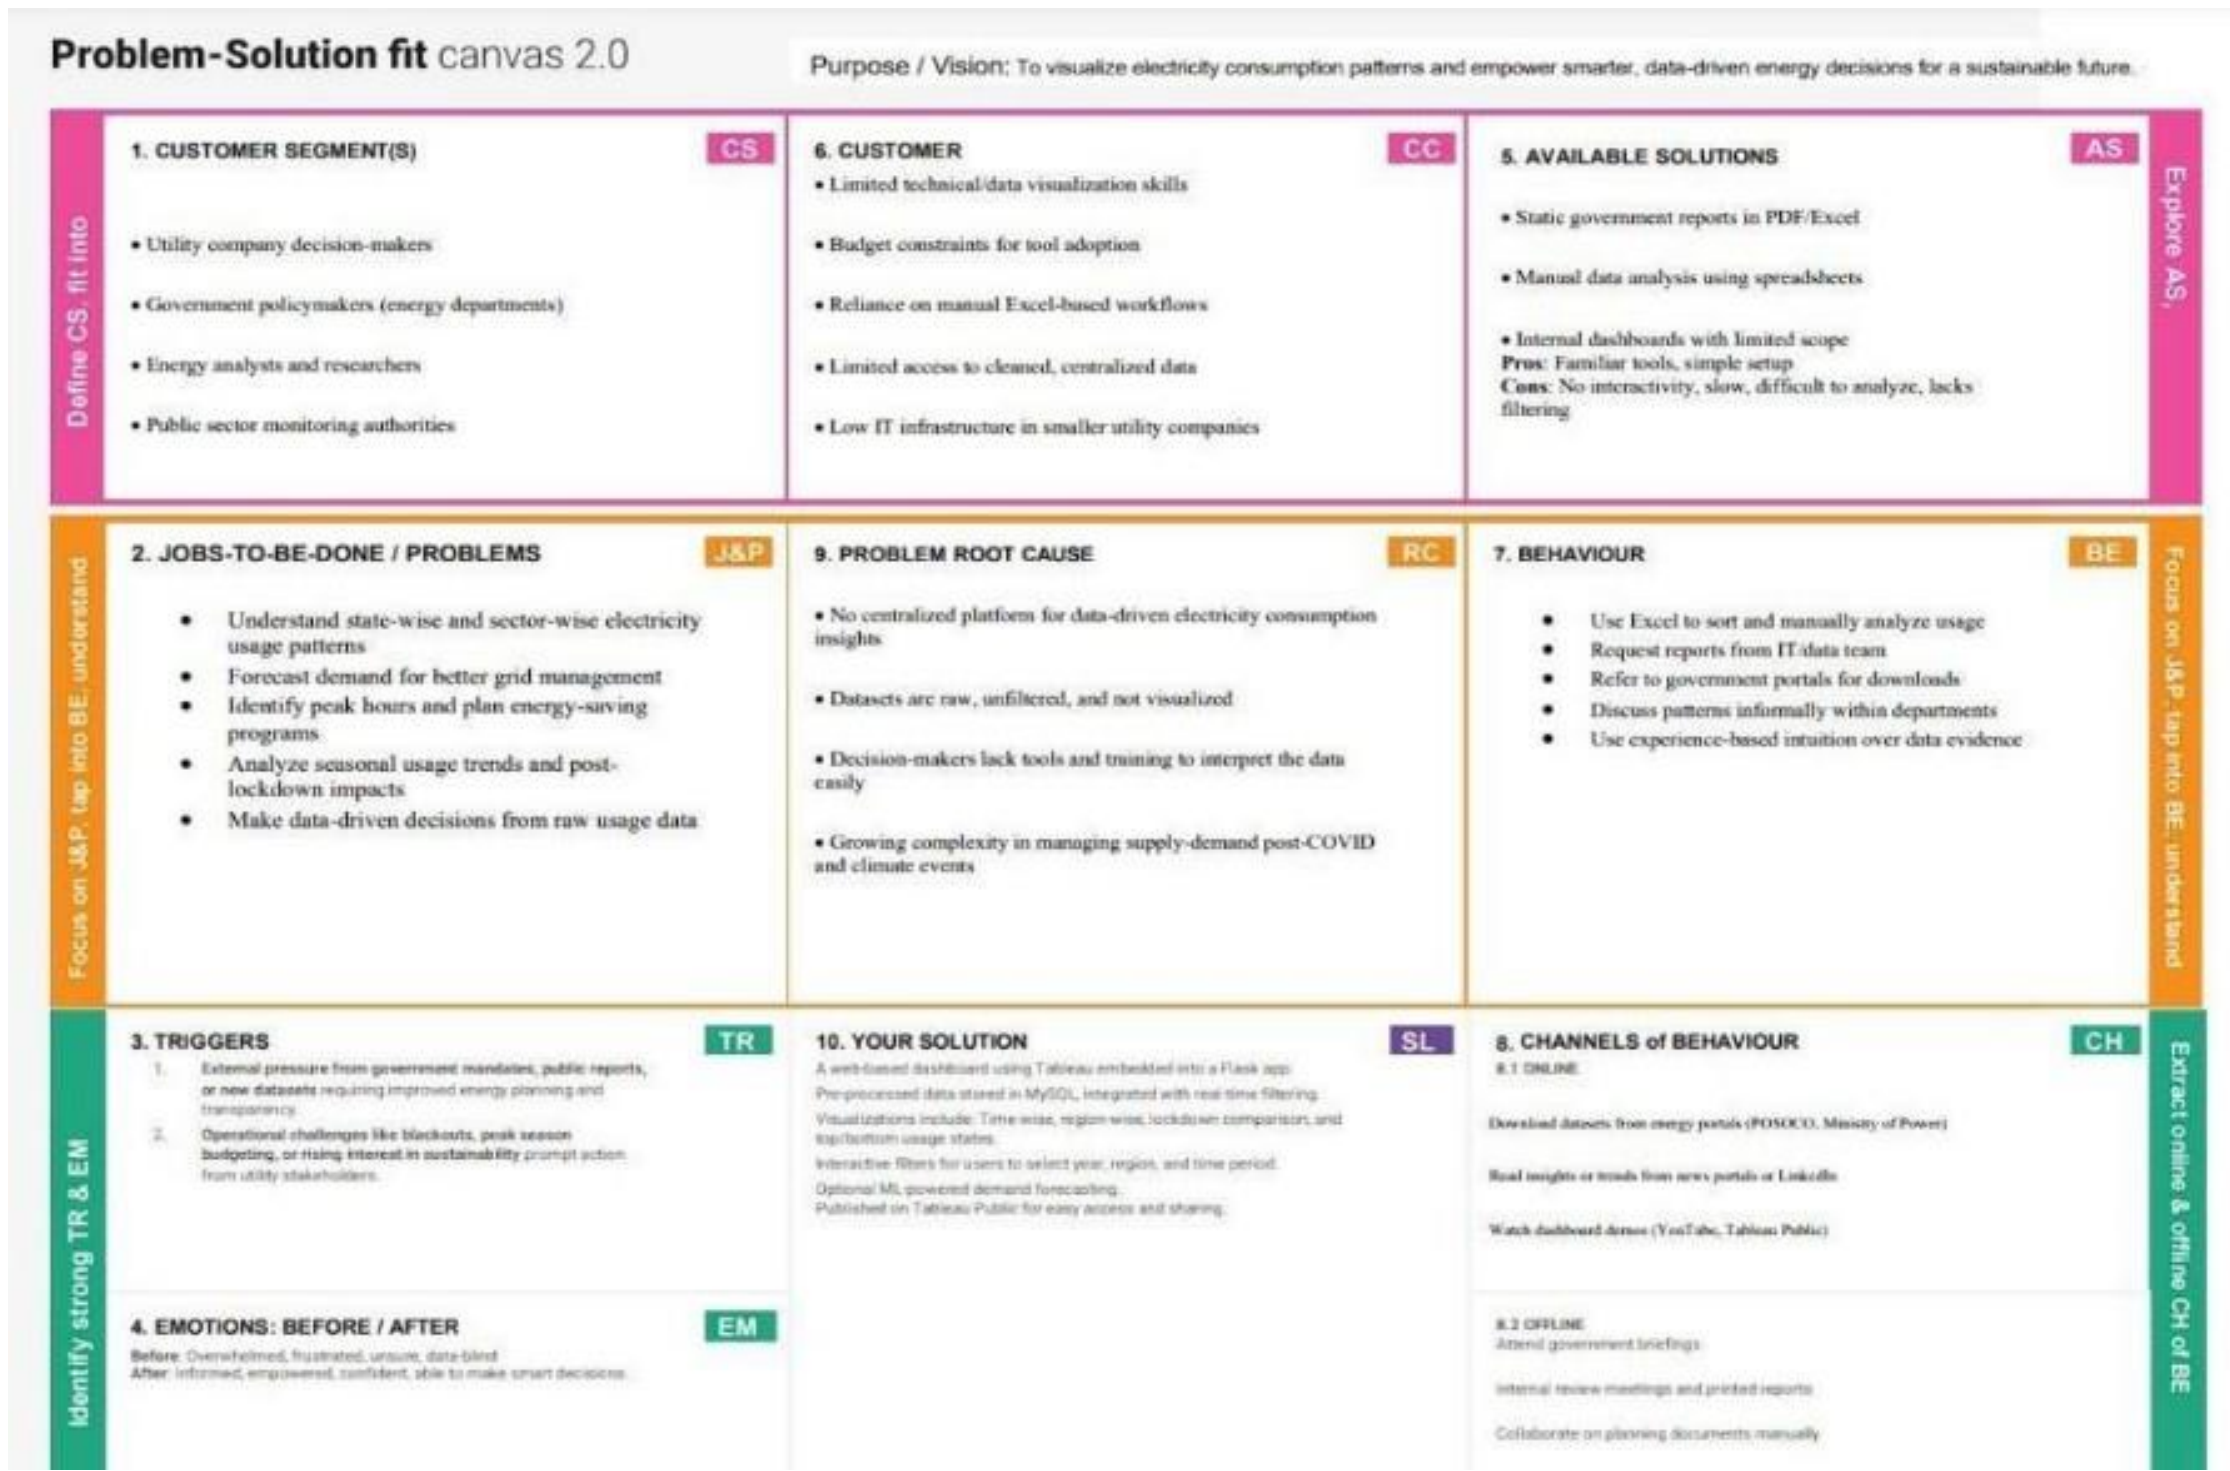 Problem-Solution fit canvas 2.0
Purpose / Vision: To visualize electricity consumption patterns and empower smarter, data-driven energy decisions for a sustainable future.
Define CS, fit into
1. CUSTOMER SEGMENT(S)
CS
• Utility company decision-makers
• Government policymakers (energy departments)
• Energy analysts and researchers
• Public sector monitoring authorities
6. CUSTOMER
CC
• Limited technical/data visualization skills
• Budget constraints for tool adoption
• Reliance on manual Excel-based workflows
• Limited access to cleaned, centralized data
• Low IT infrastructure in smaller utility companies
5. AVAILABLE SOLUTIONS
AS
• Static government reports in PDF/Excel
• Manual data analysis using spreadsheets
• Internal dashboards with limited scope
Pros: Familiar tools, simple setup
Cons: No interactivity, slow, difficult to analyze, lacks
filtering
Explore AS,
Focus on J&P, tap into BE, understand
2. JOBS-TO-BE-DONE / PROBLEMS
J&P
• Understand state-wise and sector-wise electricity
usage patterns
• Forecast demand for better grid management
• Identify peak hours and plan energy-saving
programs
• Analyze seasonal usage trends and post-
lockdown impacts
• Make data-driven decisions from raw usage data
9. PROBLEM ROOT CAUSE
RC
• No centralized platform for data-driven electricity consumption
insights
• Datasets are raw, unfiltered, and not visualized
• Decision-makers lack tools and training to interpret the data
easily
• Growing complexity in managing supply-demand post-COVID
and climate events
7. BEHAVIOUR
BE
• Use Excel to sort and manually analyze usage
• Request reports from IT/data team
• Refer to government portals for downloads
• Discuss patterns informally within departments
• Use experience-based intuition over data evidence
Focus on J&P, tap into BE, understand
Identify strong TR & EM
3. TRIGGERS
TR
1. External pressure from government mandates, public reports,
or new datasets requiring improved energy planning and
transparency.
2. Operational challenges like blackouts, peak season
budgeting, or rising interest in sustainability prompt action
from utility stakeholders.
4. EMOTIONS: BEFORE / AFTER
EM
Before: Overwhelmed, frustrated, unsure, data-blind
After: Informed, empowered, confident, able to make smart decisions.
10. YOUR SOLUTION
SL
A web-based dashboard using Tableau embedded into a Flask app
Pre-processed data stored in MySQL, integrated with real-time filtering.
Visualizations include: Time-wise, region-wise, lockdown comparison, and
top/bottom usage states.
Interactive filters for users to select year, region, and time period.
Optional ML-powered demand forecasting.
Published on Tableau Public for easy access and sharing.
8. CHANNELS of BEHAVIOUR
CH
8.1 ONLINE
Download datasets from energy portals (POSOCO, Ministry of Power)
Read insights or trends from news portals or LinkedIn
Watch dashboard demos (YouTube, Tableau Public)
8.2 OFFLINE
Attend government briefings
Internal review meetings and printed reports
Collaborate on planning documents manually
Extract online & offline CH of BE